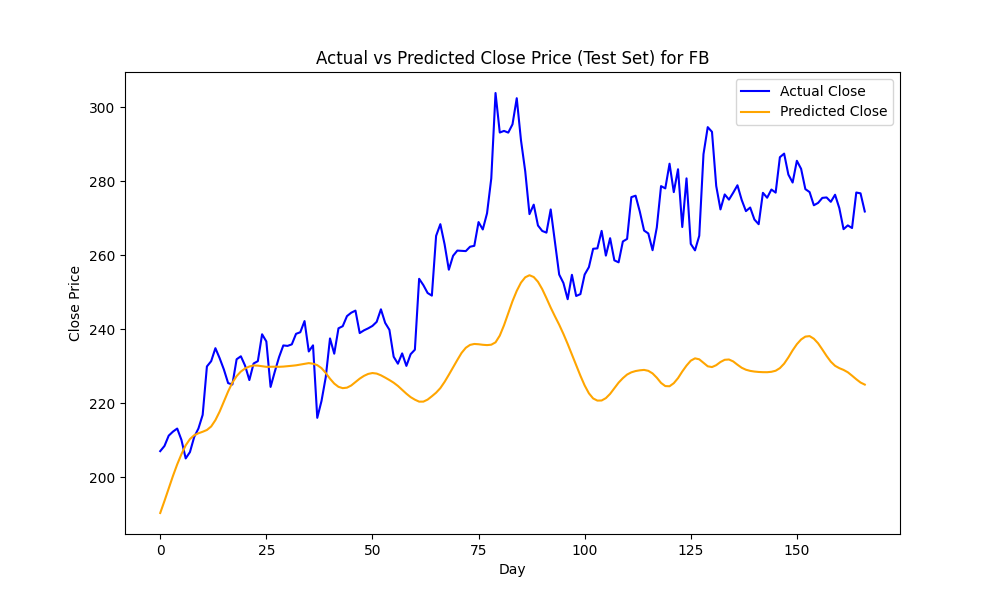 Actual vs Predicted Close Price (Test Set) for FB
Actual Close
Predicted Close
Close Price
300
280
260
240
220
200
0 25 50 75 100 125 150
Day